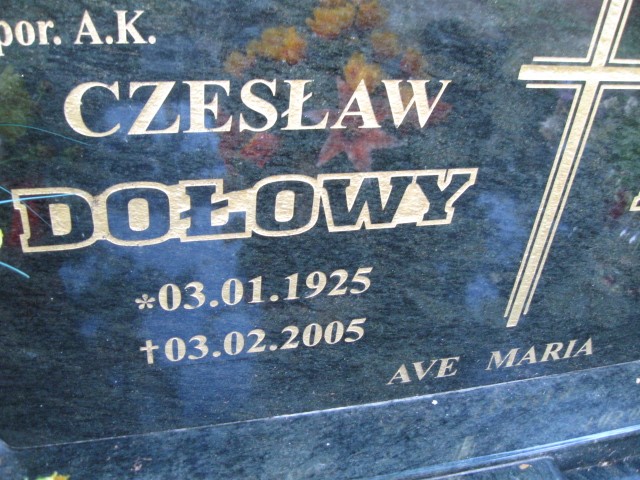 por. A.K.
CZESŁAW
DOŁOWY
*03.01.1925
†03.02.2005
AVE MARIA